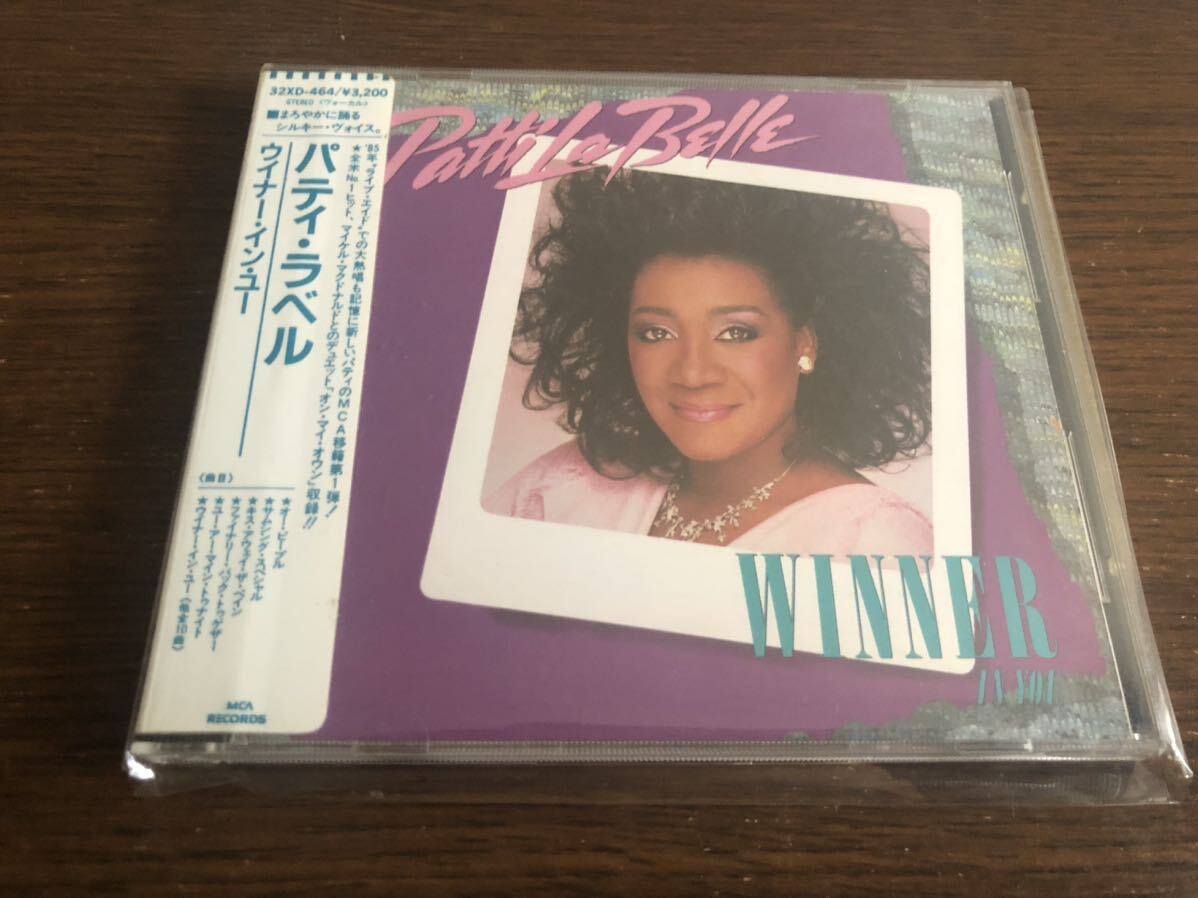 32XD-464/¥3,200
STEREO〈ヴォーカル〉
■まろやかに踊る
シルキー・ヴォイス。
パティ・ラベル
ウイナー・イン・ユー
'85年“ライブ・エイド”での大熱唱も記憶に新しいパティのMCA移籍第1弾!
★全米No.1ヒット、マイケル・マクドナルドとのデュエット「オン・マイ・オウン」収録!!
〈曲目〉
★オー・ピープル
★サムシング・スペシャル
★キス・アウェイ・ザ・ペイン
★ファイナリー・バック・トゥゲザー
★ユー・アー・マイン・トゥナイト
★ウイナー・イン・ユー(他全10曲)
MCA
RECORDS
Patti La Belle
WINNER
IN YOU